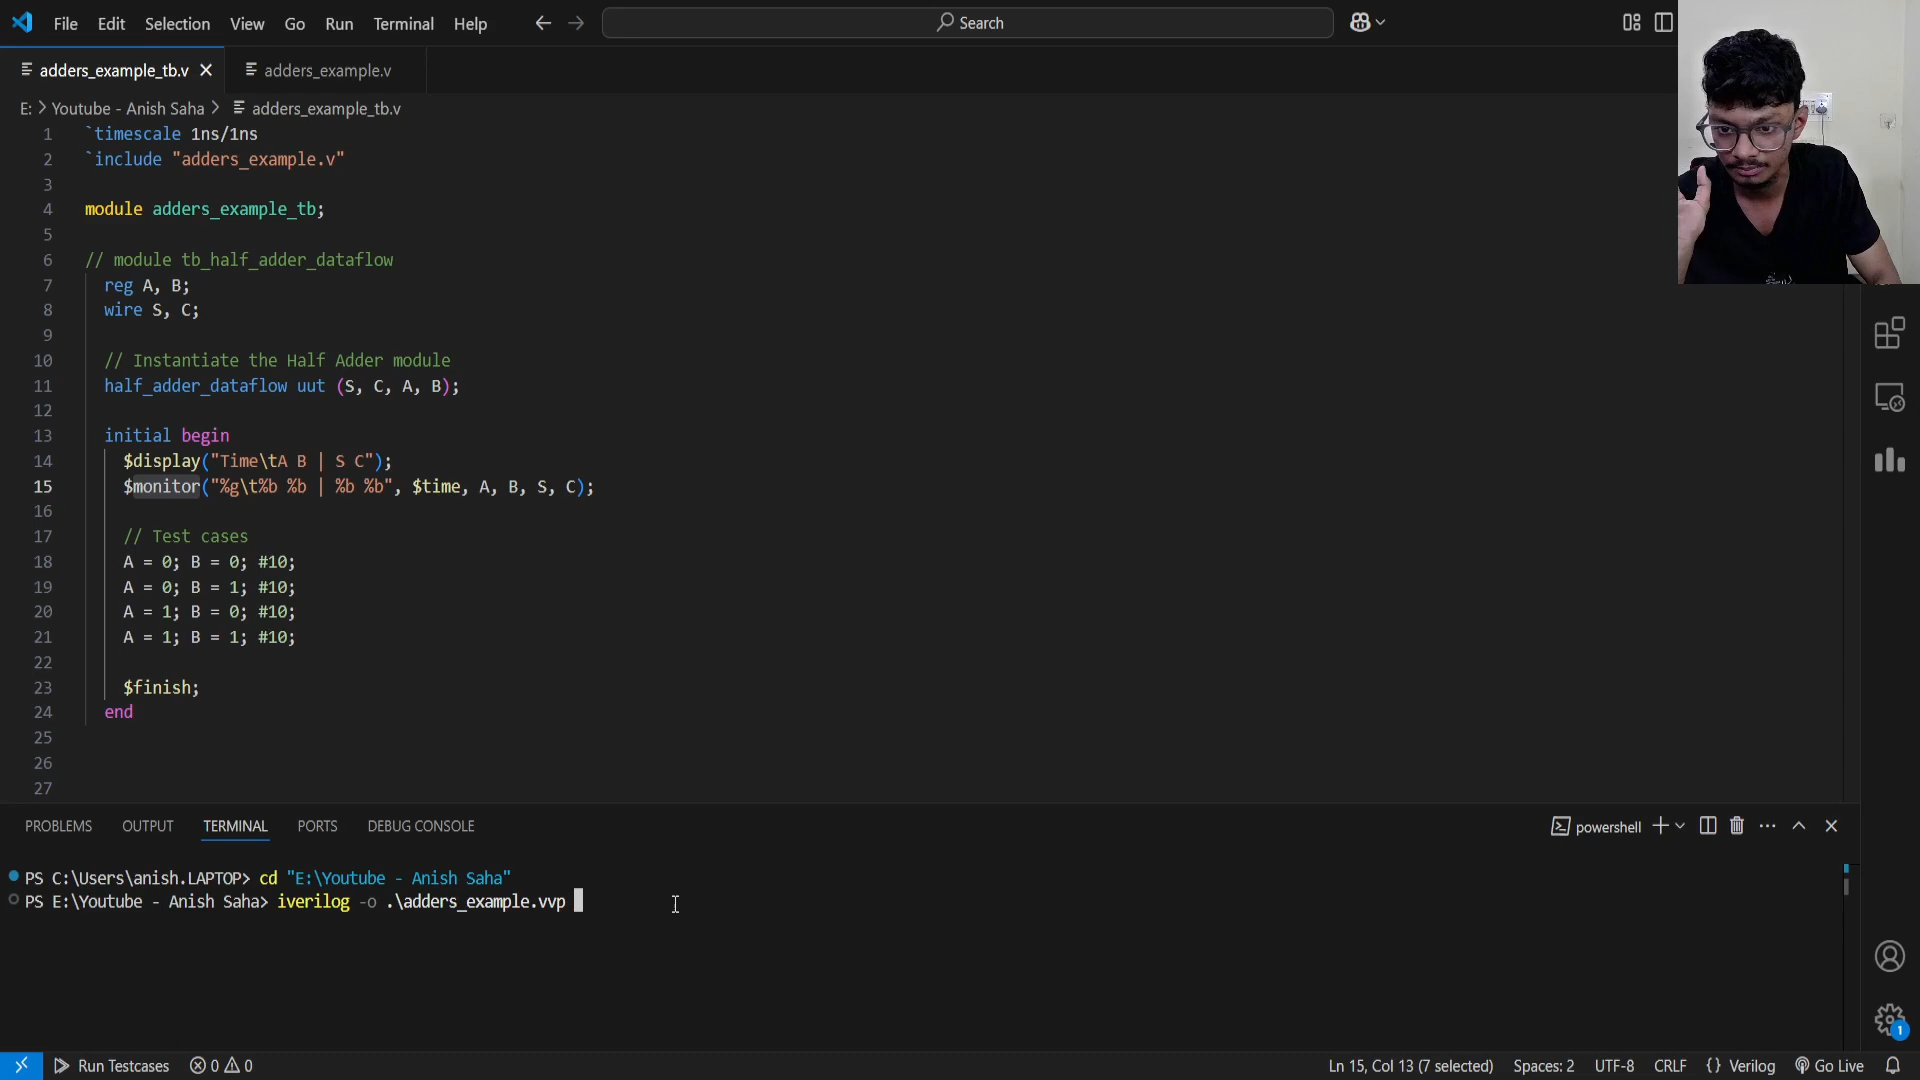 File Edit Selection View Go Run Terminal Help
Search
adders_example_tb.v
adders_example.v
E: > Youtube - Anish Saha > adders_example_tb.v
1 `timescale 1ns/1ns
2 `include "adders_example.v"
3
4 module adders_example_tb;
5
6 // module tb_half_adder_dataflow
7 reg A, B;
8 wire S, C;
9
10 // Instantiate the Half Adder module
11 half_adder_dataflow uut (S, C, A, B);
12
13 initial begin
14 $display("Time\tA B | S C");
15 $monitor("%g\t%b %b | %b %b", $time, A, B, S, C);
16
17 // Test cases
18 A = 0; B = 0; #10;
19 A = 0; B = 1; #10;
20 A = 1; B = 0; #10;
21 A = 1; B = 1; #10;
22
23 $finish;
24 end
25
26
27
PROBLEMS OUTPUT TERMINAL PORTS DEBUG CONSOLE
powershell
PS C:\Users\anish.LAPTOP> cd "E:\Youtube - Anish Saha"
PS E:\Youtube - Anish Saha> iverilog -o .\adders_example.vvp
1
Run Testcases 0 0
Ln 15, Col 13 (7 selected) Spaces: 2 UTF-8 CRLF {} Verilog Go Live